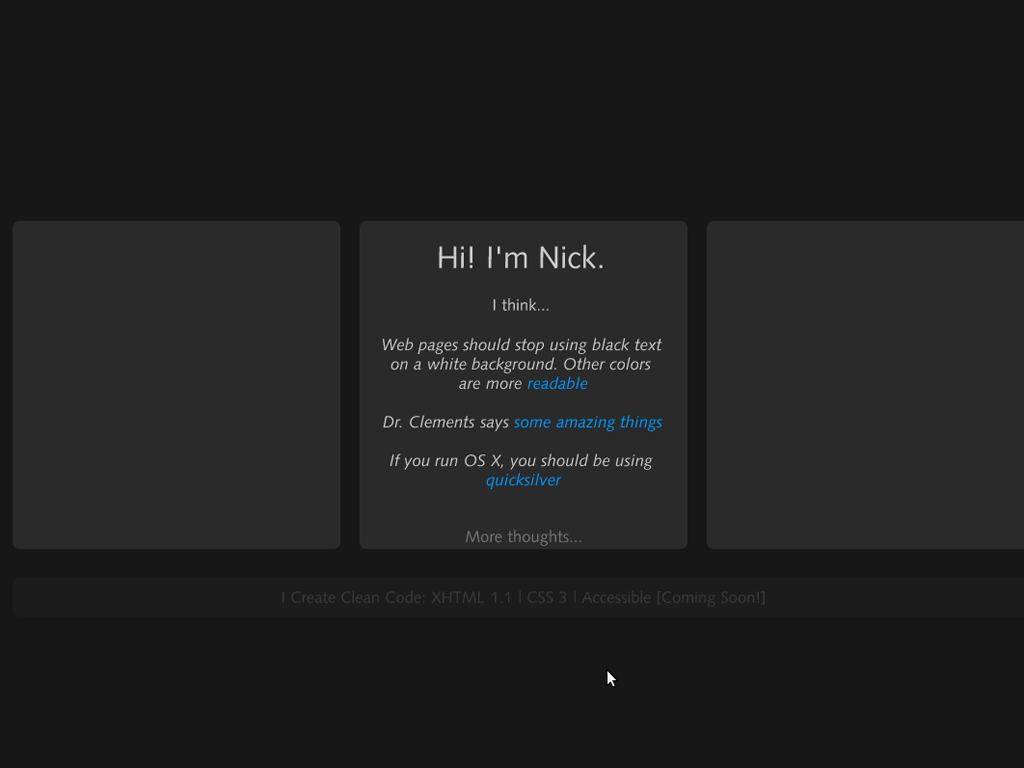 Hi! I'm Nick.
I think...
Web pages should stop using black text
on a white background. Other colors
are more readable
Dr. Clements says some amazing things
If you run OS X, you should be using
quicksilver
More thoughts...
I Create Clean Code: XHTML 1.1 | CSS 3 | Accessible [Coming Soon!]